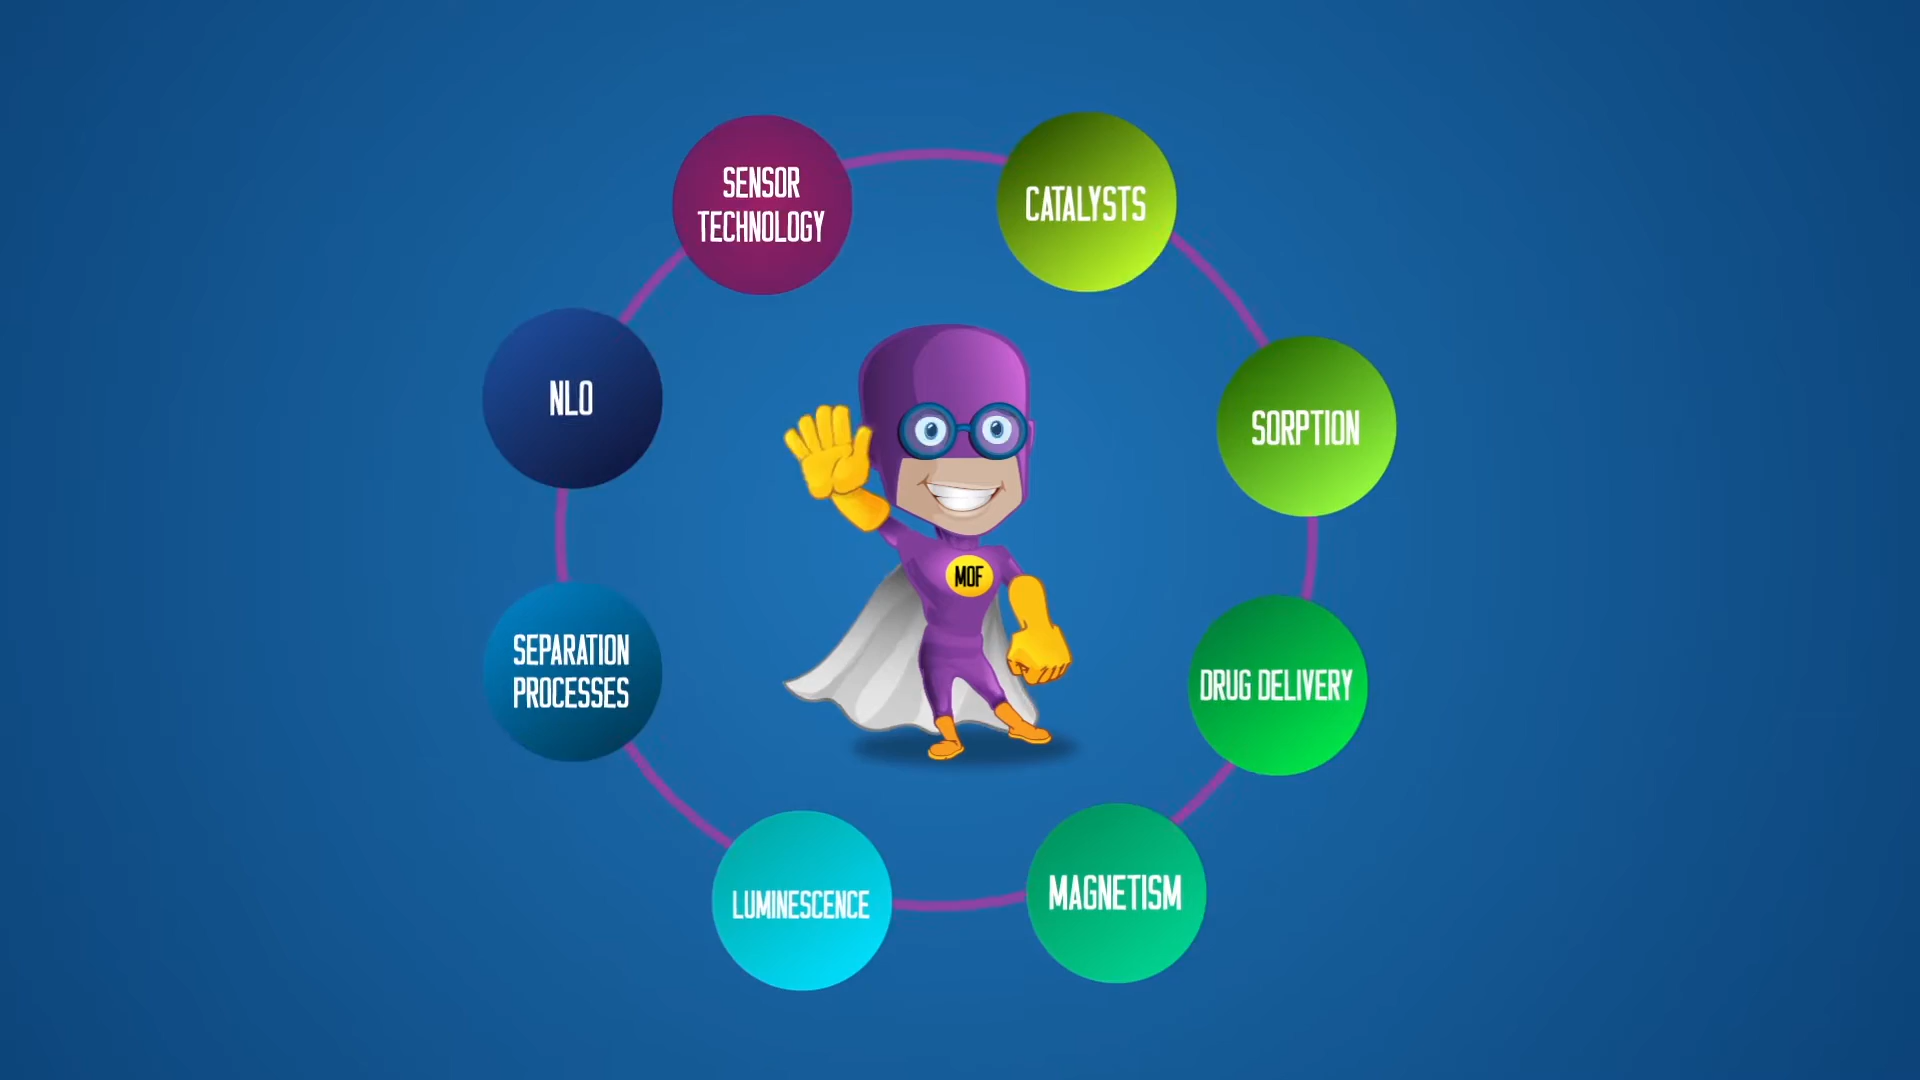 SENSOR
TECHNOLOGY
CATALYSTS
NLO
SORPTION
MOF
SEPARATION
PROCESSES
DRUG DELIVERY
LUMINESCENCE
MAGNETISM